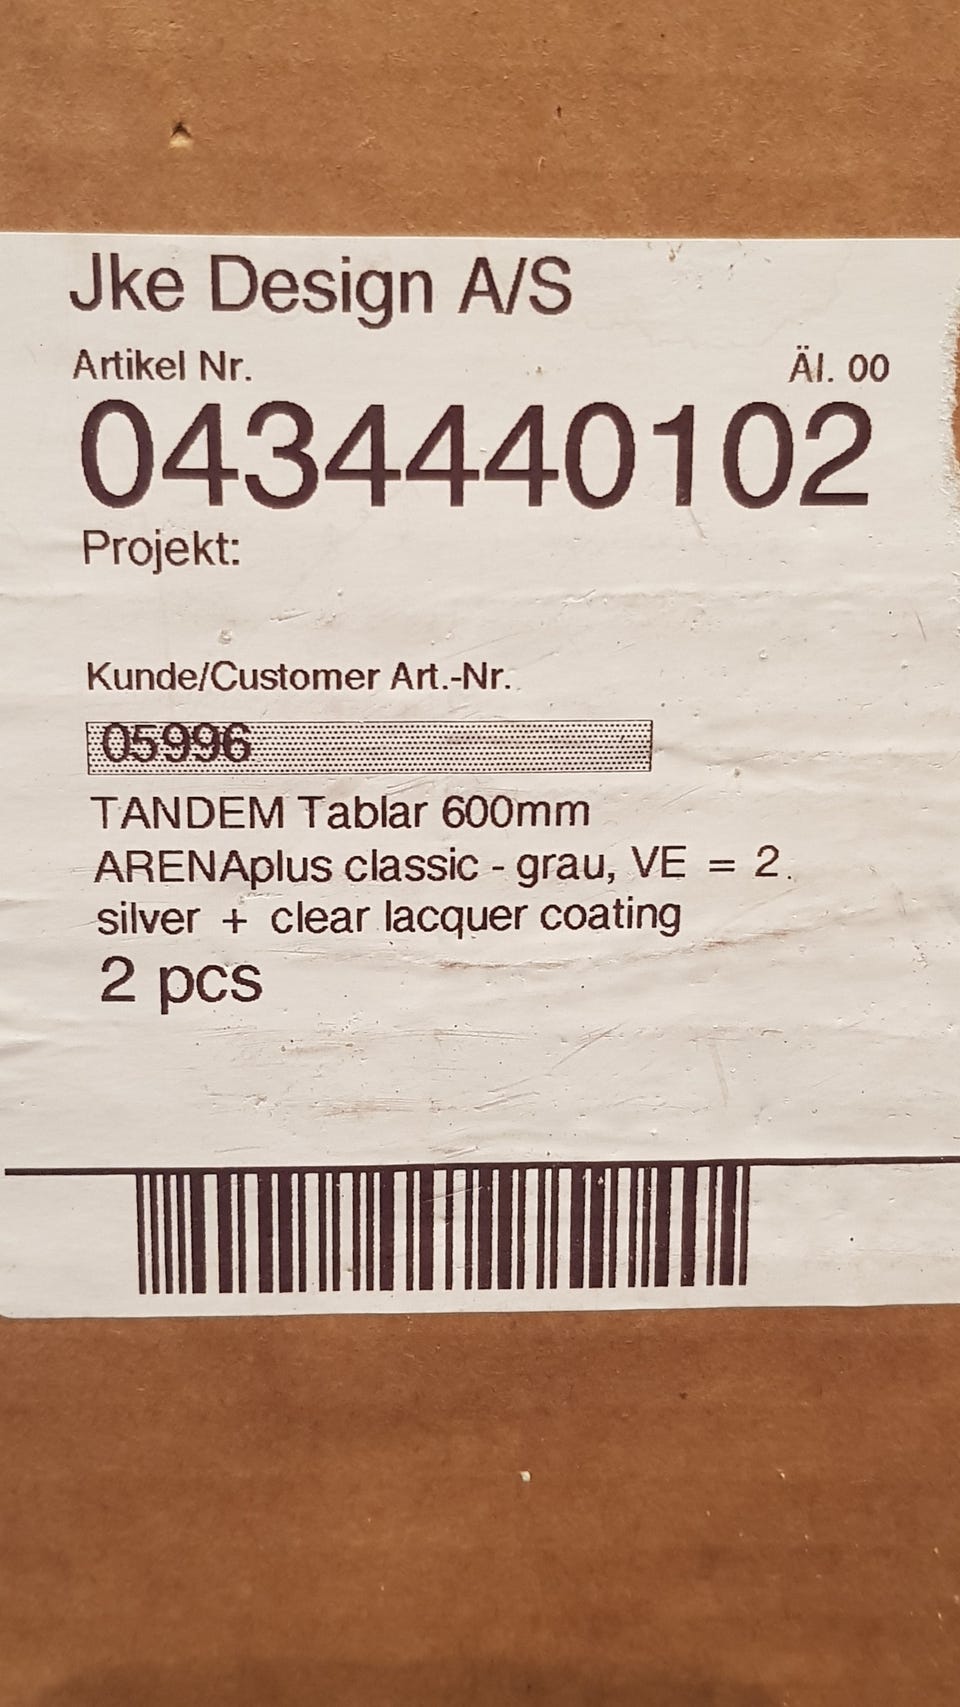 Jke Design A/S
Artikel Nr. Äl. 00
0434440102
Projekt:
Kunde/Customer Art.-Nr.
05996
TANDEM Tablar 600mm
ARENAplus classic - grau, VE = 2.
silver + clear lacquer coating
2 pcs